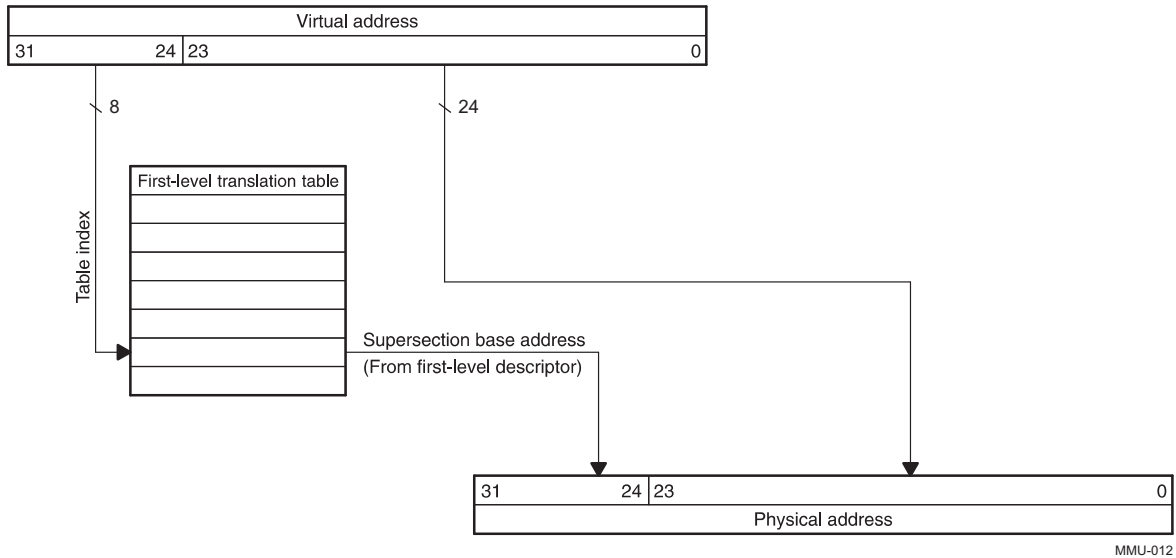 Virtual address
31 24 23 0
8
24
First-level translation table
Table index
Supersection base address
(From first-level descriptor)
31 24 23 0
Physical address
MMU-012